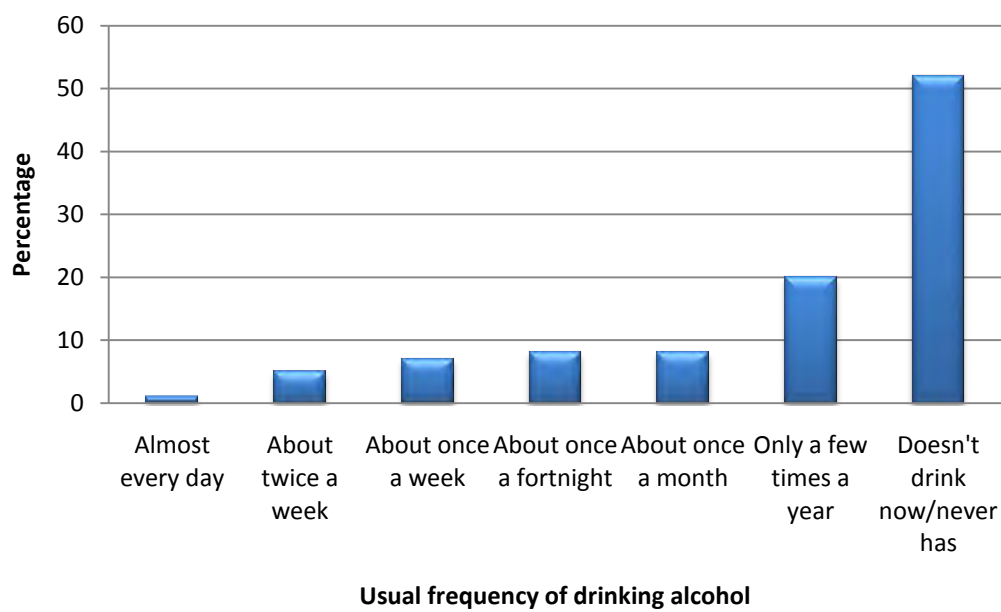 60
50
40
30
20
10
0
Percentage
Almost
every day
About
twice a
week
About once
a week
About once
a fortnight
About once
a month
Only a few
times a
year
Doesn't
drink
now/never
has
Usual frequency of drinking alcohol